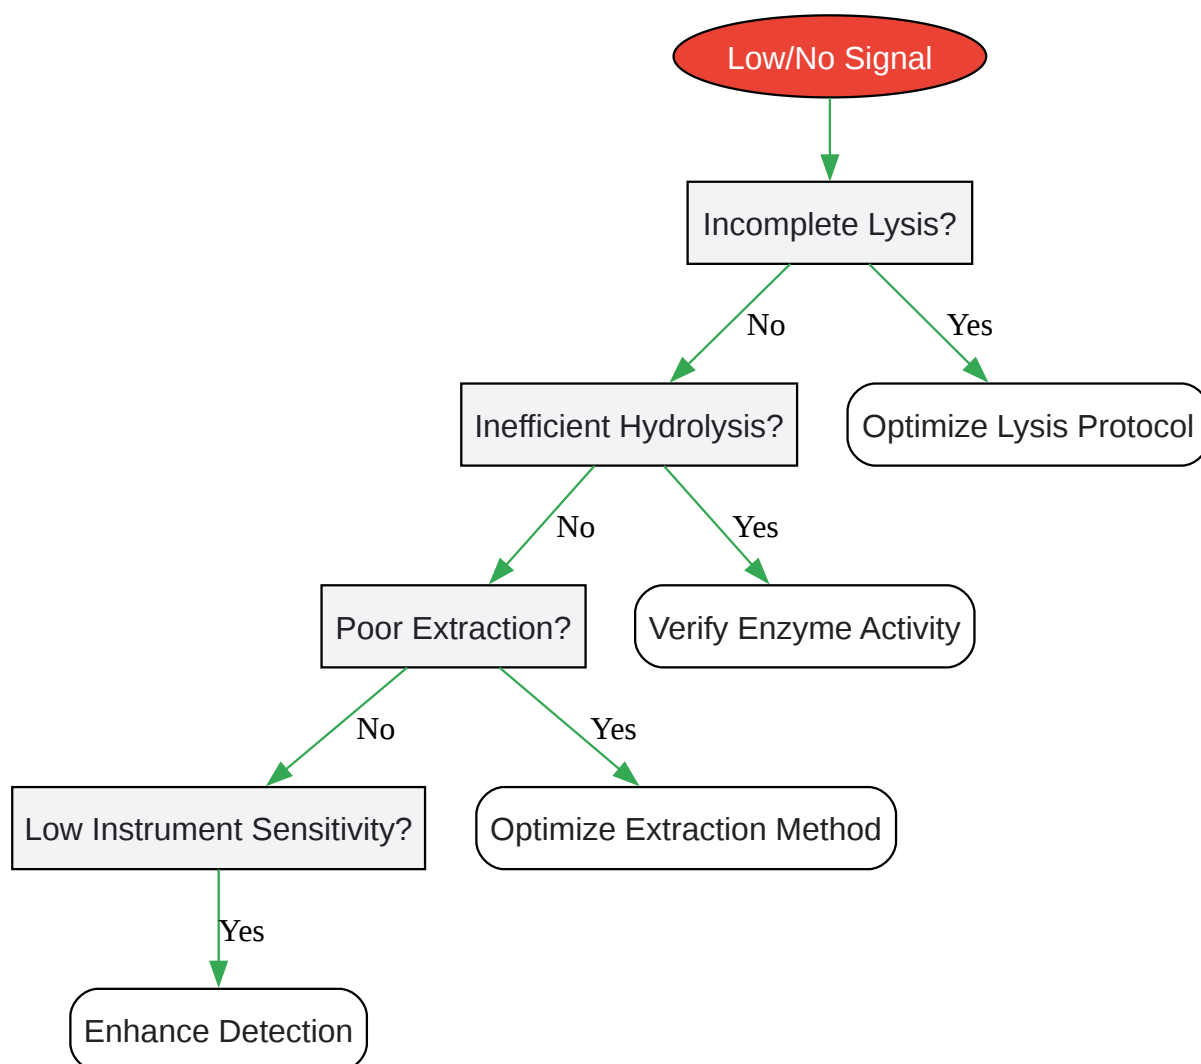 Low/No Signal
Incomplete Lysis?
No
Yes
Inefficient Hydrolysis?
Optimize Lysis Protocol
No
Yes
Poor Extraction?
Verify Enzyme Activity
No
Yes
Low Instrument Sensitivity?
Optimize Extraction Method
Yes
Enhance Detection